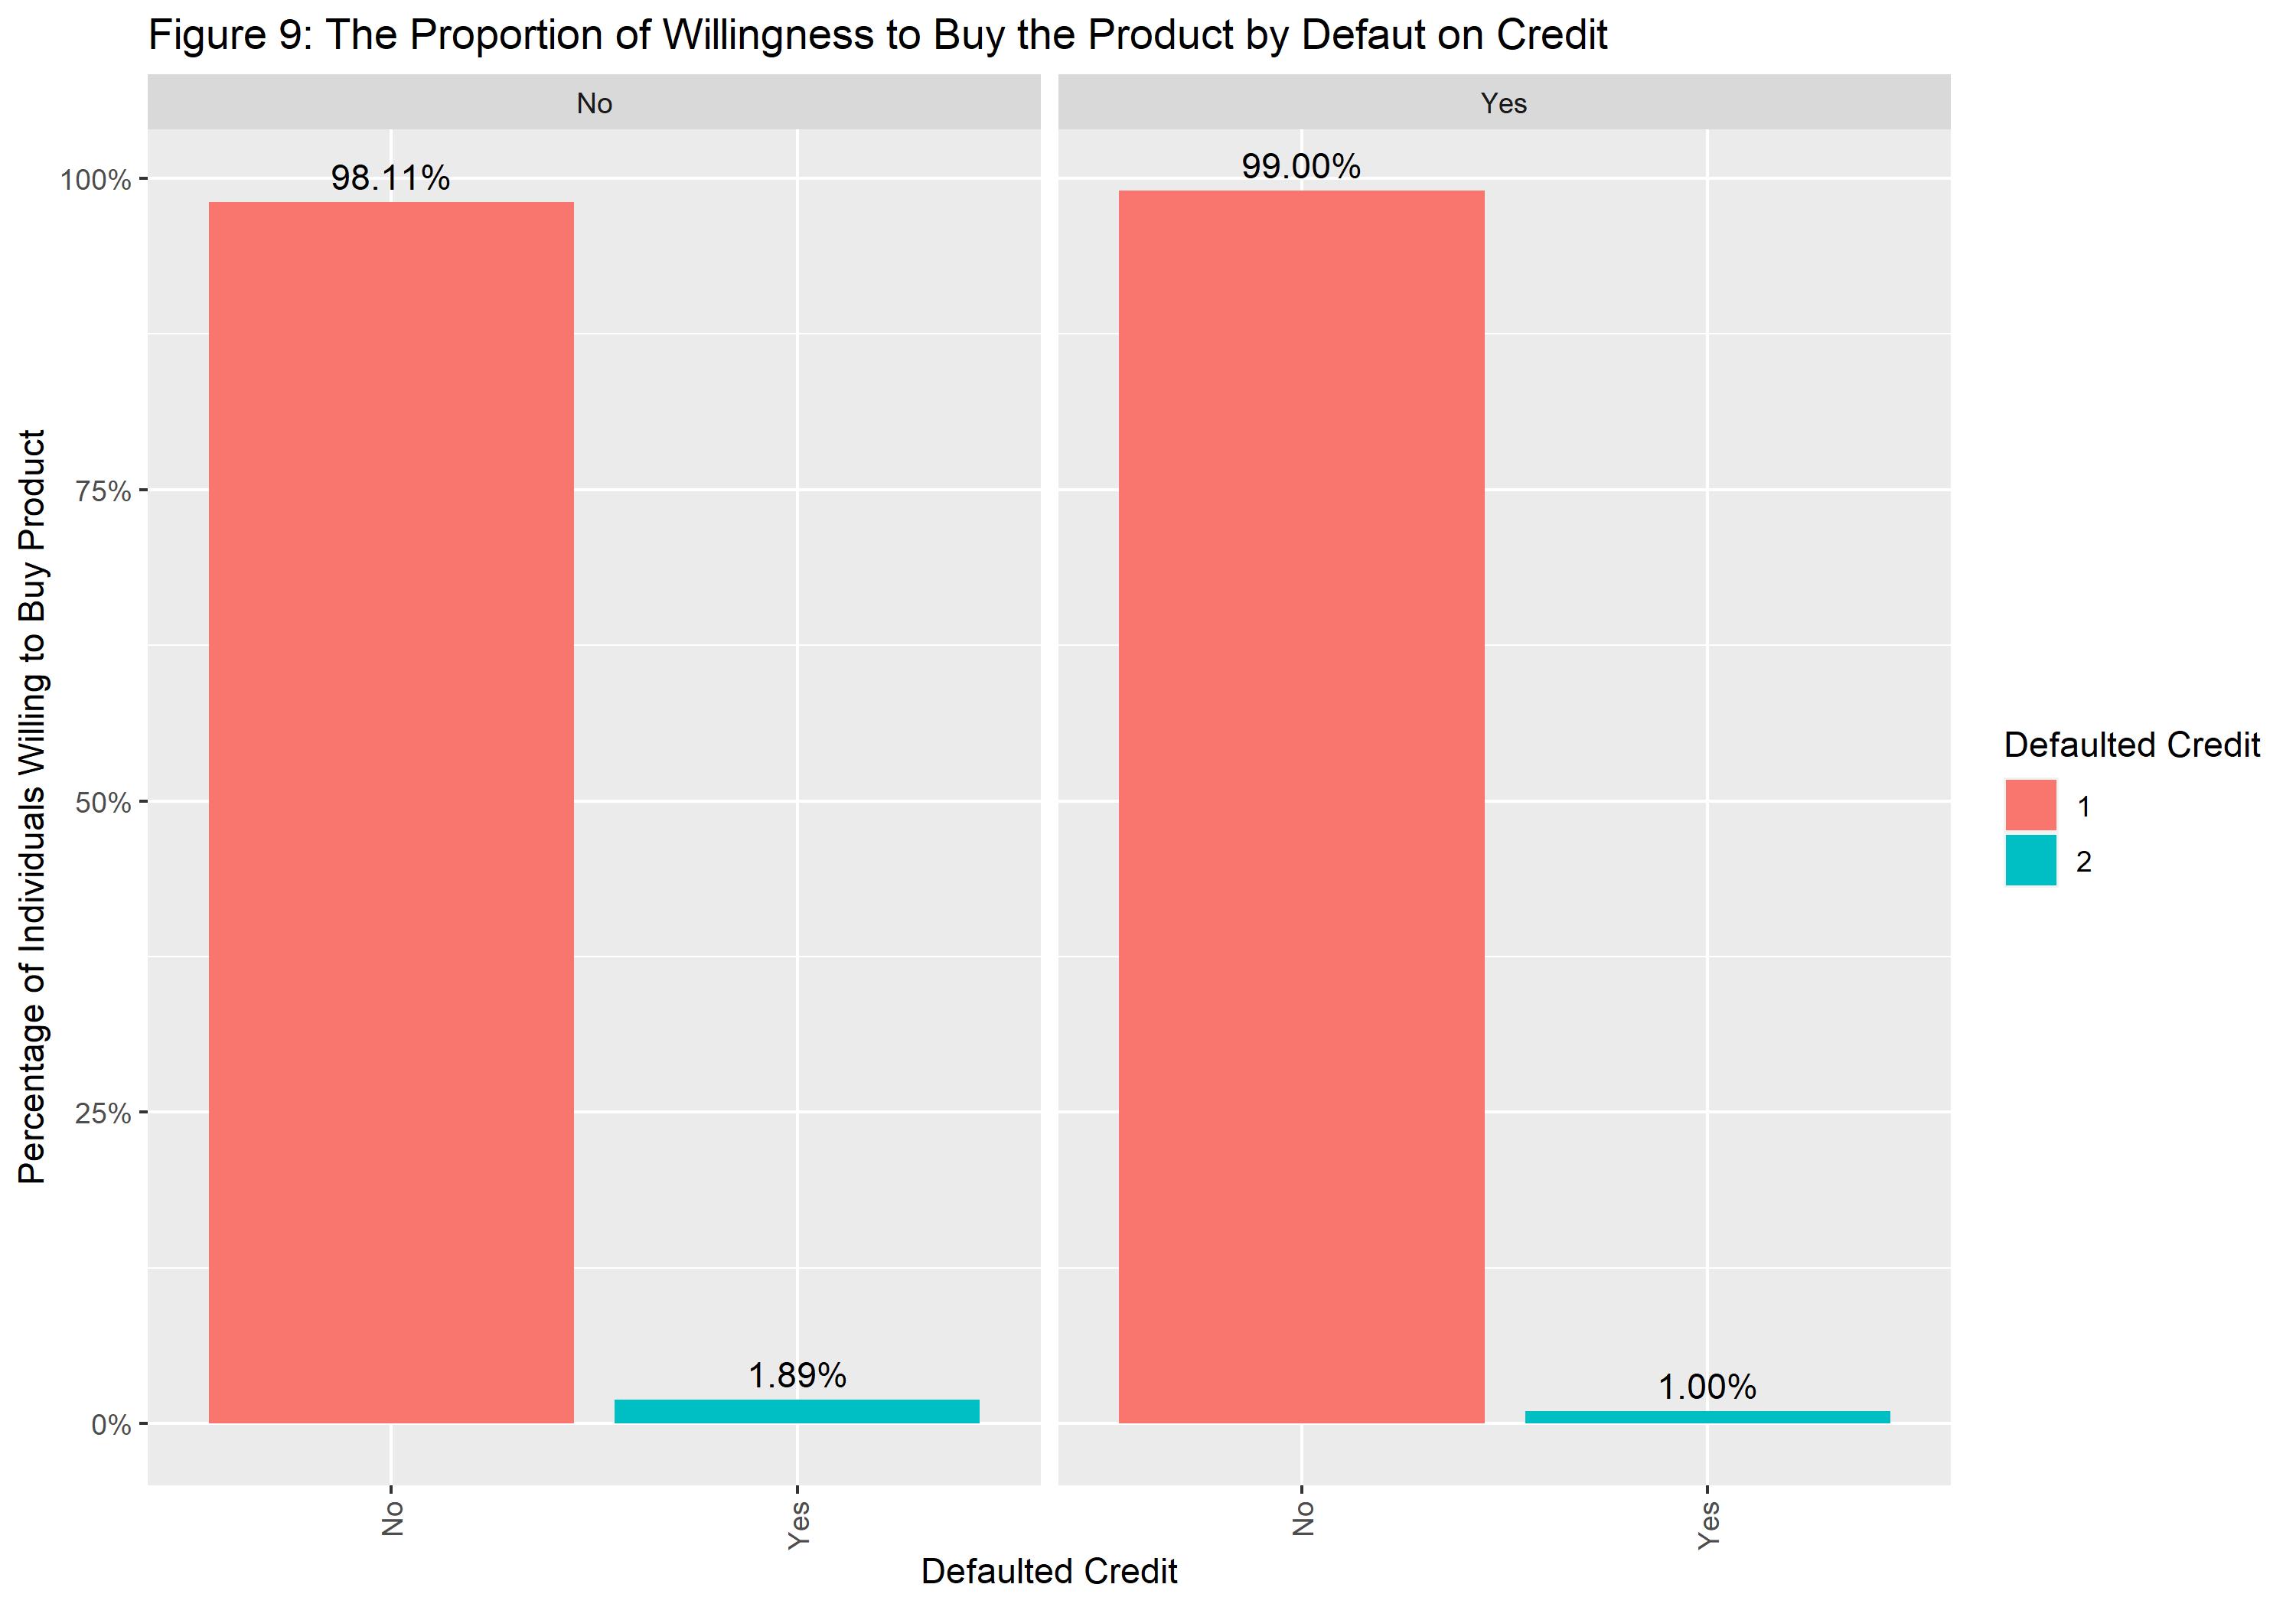 Figure 9: The Proportion of Willingness to Buy the Product by Defaut on Credit
No
Yes
98.11%
99.00%
1.89%
1.00%
100%
75%
50%
25%
0%
Percentage of Individuals Willing to Buy Product
No
Yes
No
Yes
Defaulted Credit
Defaulted Credit
1
2